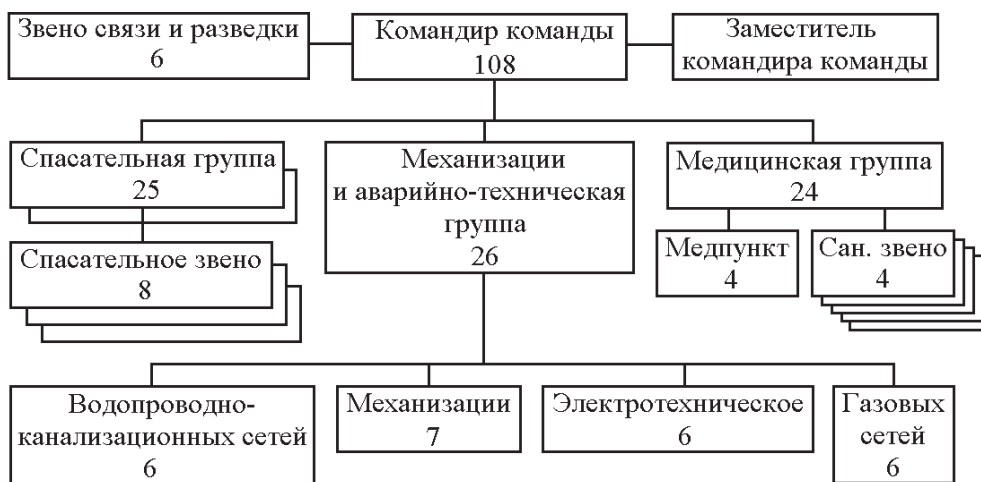 Звено связи и разведки
6
Командир команды
108
Заместитель
командира команды
Спасательная группа
25
Механизации
и аварийно-техническая
группа
26
Медицинская группа
24
Спасательное звено
8
Медпункт
4
Сан. звено
4
Водопроводно-
канализационных сетей
6
Механизации
7
Электротехническое
6
Газовых
сетей
6